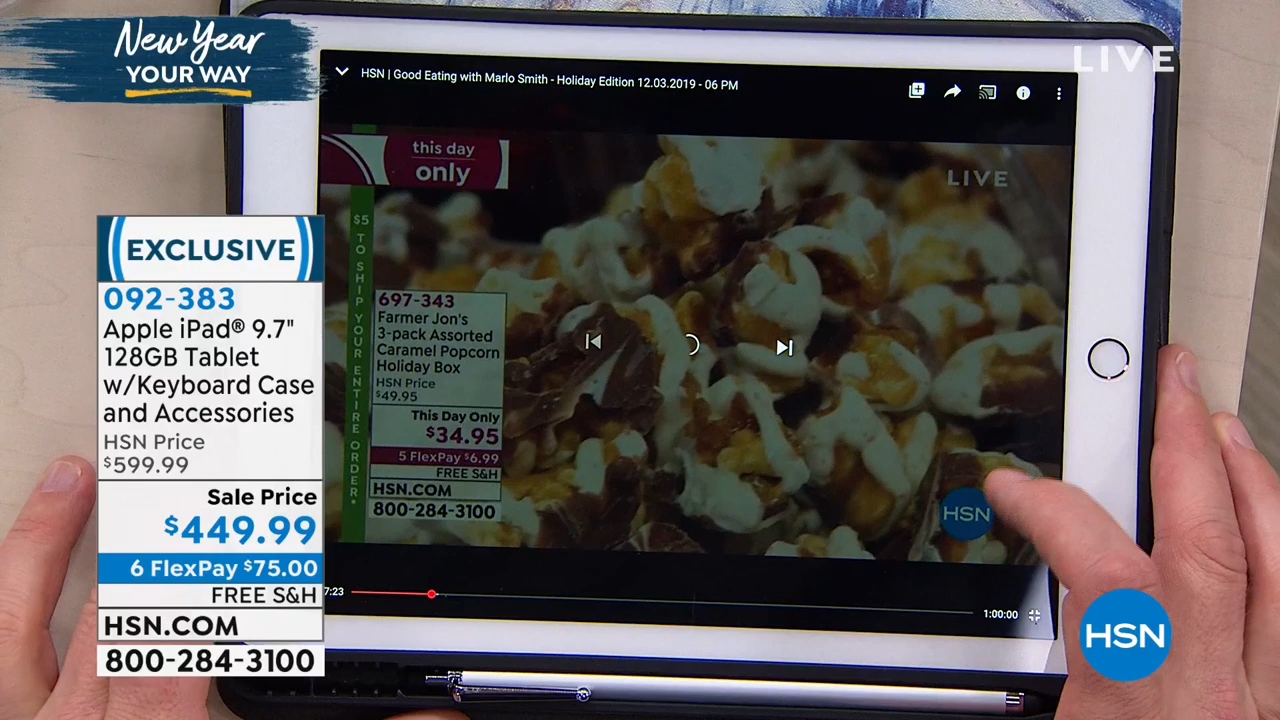 New Year
YOUR WAY
LIVE
EXCLUSIVE
092-383
Apple iPad® 9.7"
128GB Tablet
w/Keyboard Case
and Accessories
HSN Price
$599.99
Sale Price
$449.99
6 FlexPay $75.00
FREE S&H
HSN.COM
800-284-3100
HSN | Good Eating with Marlo Smith - Holiday Edition 12.03.2019 - 06 PM
this day
only
LIVE
$5 TO SHIP YOUR ENTIRE ORDER*
697-343
Farmer Jon's
3-pack Assorted
Caramel Popcorn
Holiday Box
HSN Price
$49.95
This Day Only
$34.95
5 FlexPay $6.99
FREE S&H
HSN.COM
800-284-3100
HSN
7:23
1:00:00
HSN